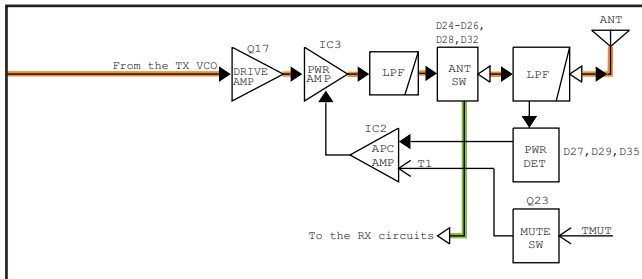 D24-D26,
D28,D32
ANT
Q17
IC3
From the TX VCO
DRIVE
AMP
PWR
AMP
LPF
ANT
SW
LPF
IC2
APC
AMP
T1
PWR
DET
D27,D29,D35
Q23
To the RX circuits
MUTE
SW
TMUT